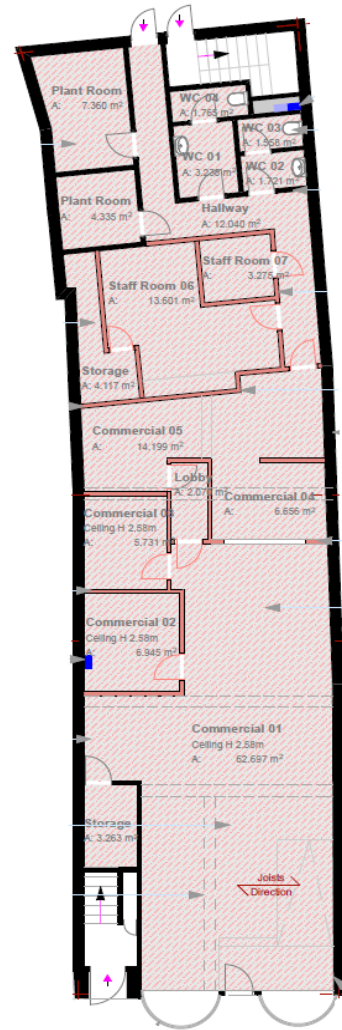 Plant Room
A: 7.360 m²
WC 04
A: 1.765 m²
WC 03
A: 1.558 m²
WC 01
A: 3.235 m²
WC 02
A: 1.721 m²
Plant Room
A: 4.335 m²
Hallway
A: 12.040 m²
Staff Room 07
A: 3.275 m²
Staff Room 06
A: 13.601 m²
Storage
A: 4.117 m²
Commercial 05
A: 14.199 m²
Lobby
A: 2.07
Commercial 04
A: 6.656 m²
Commercial 03
Ceiling H 2.58m
A: 5.731 m²
Commercial 02
Ceiling H 2.58m
A: 6.945 m²
Commercial 01
Ceiling H 2.58m
A: 62.697 m²
Storage
A: 3.263 m²
Joists
Direction